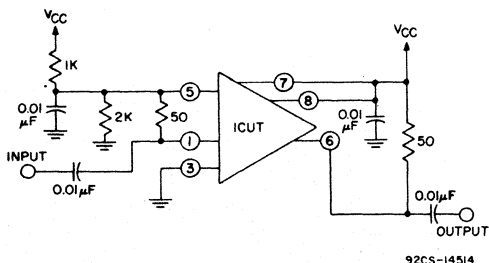 VCC
VCC
1K
7
5
8
0.01
µF
2K
50
ICUT
0.01
µF
1
6
50
INPUT
3
0.01µF
0.01µF
OUTPUT
92CS-14514